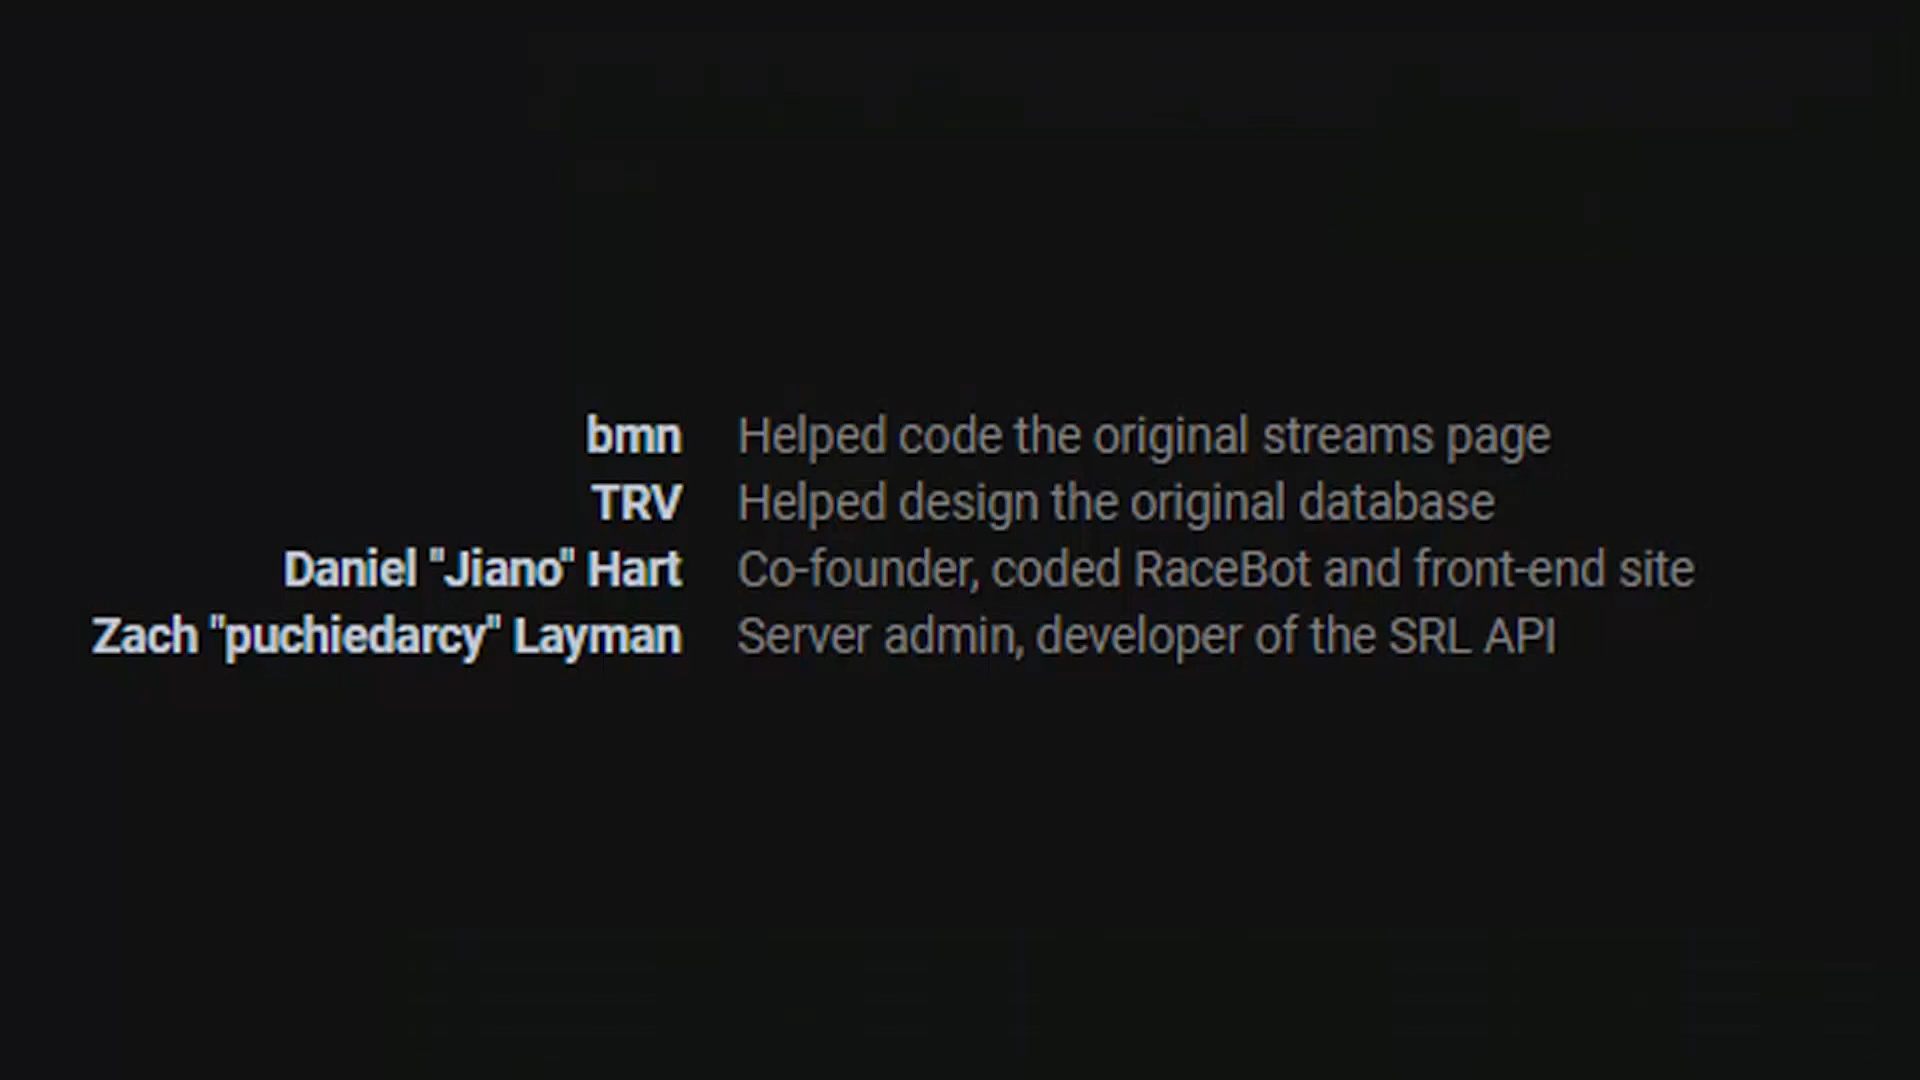 bmn Helped code the original streams page
TRV Helped design the original database
Daniel "Jiano" Hart Co-founder, coded RaceBot and front-end site
Zach "puchiedarcy" Layman Server admin, developer of the SRL API